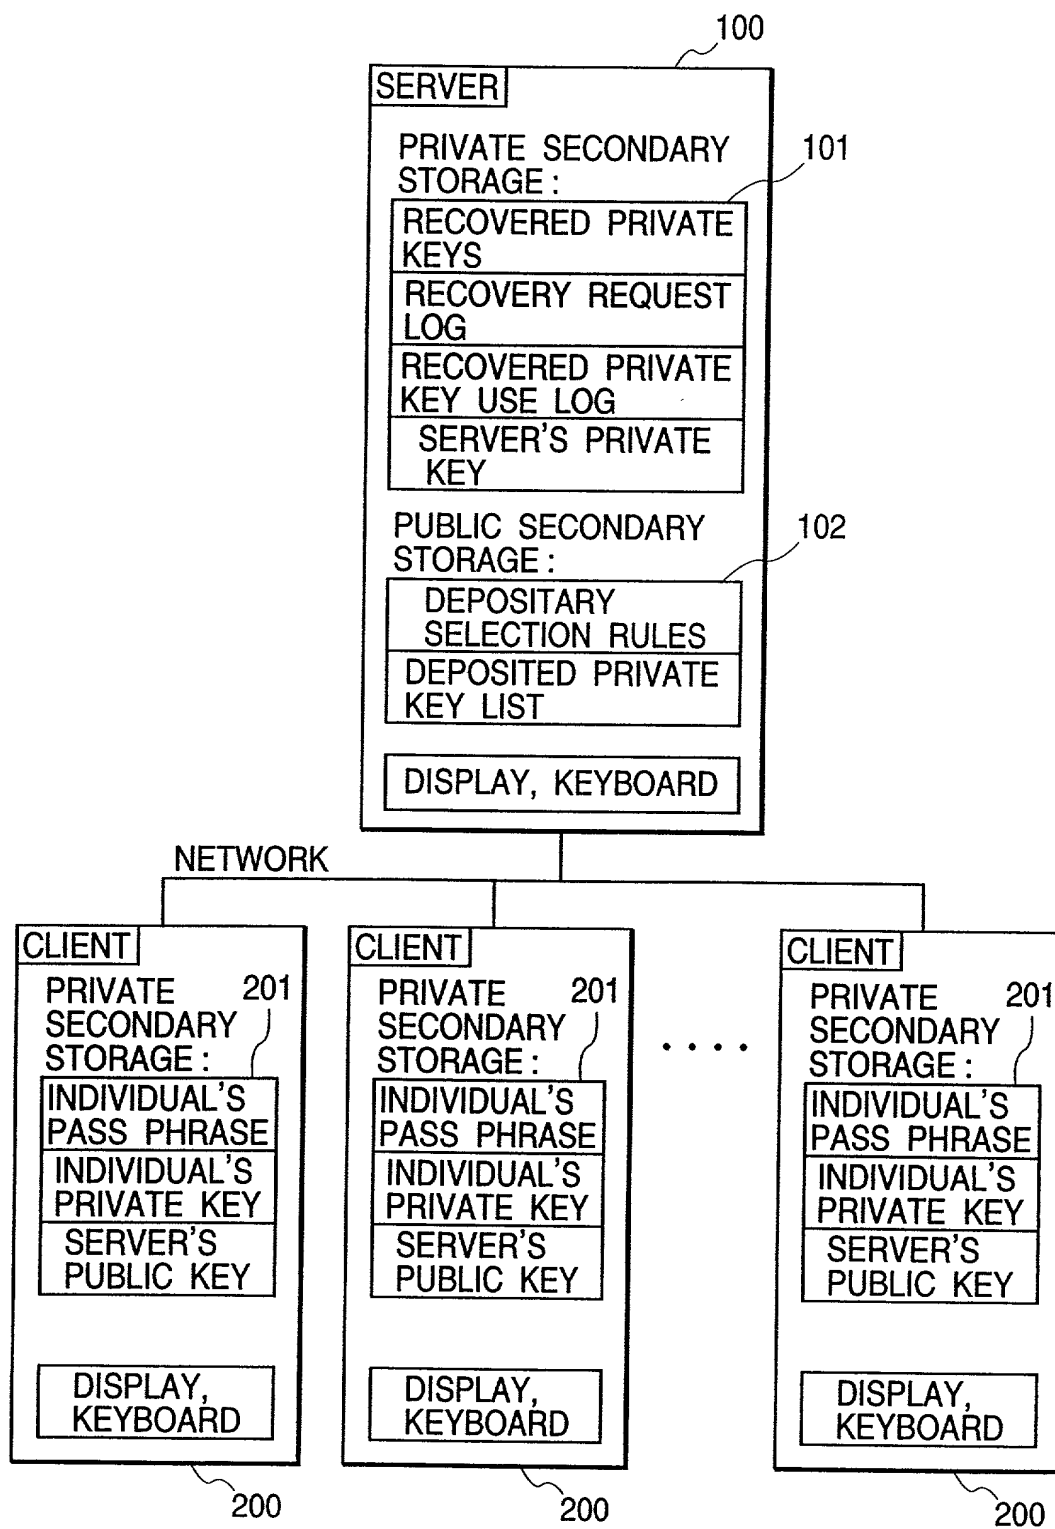 100
SERVER
PRIVATE SECONDARY
STORAGE :
101
RECOVERED PRIVATE
KEYS
RECOVERY REQUEST
LOG
RECOVERED PRIVATE
KEY USE LOG
SERVER'S PRIVATE
KEY
PUBLIC SECONDARY
STORAGE :
102
DEPOSITARY
SELECTION RULES
DEPOSITED PRIVATE
KEY LIST
DISPLAY, KEYBOARD
NETWORK
CLIENT
PRIVATE
SECONDARY
STORAGE :
201
INDIVIDUAL'S
PASS PHRASE
INDIVIDUAL'S
PRIVATE KEY
SERVER'S
PUBLIC KEY
DISPLAY,
KEYBOARD
200
CLIENT
PRIVATE
SECONDARY
STORAGE :
201
INDIVIDUAL'S
PASS PHRASE
INDIVIDUAL'S
PRIVATE KEY
SERVER'S
PUBLIC KEY
DISPLAY,
KEYBOARD
200
. . . .
CLIENT
PRIVATE
SECONDARY
STORAGE :
201
INDIVIDUAL'S
PASS PHRASE
INDIVIDUAL'S
PRIVATE KEY
SERVER'S
PUBLIC KEY
DISPLAY,
KEYBOARD
200